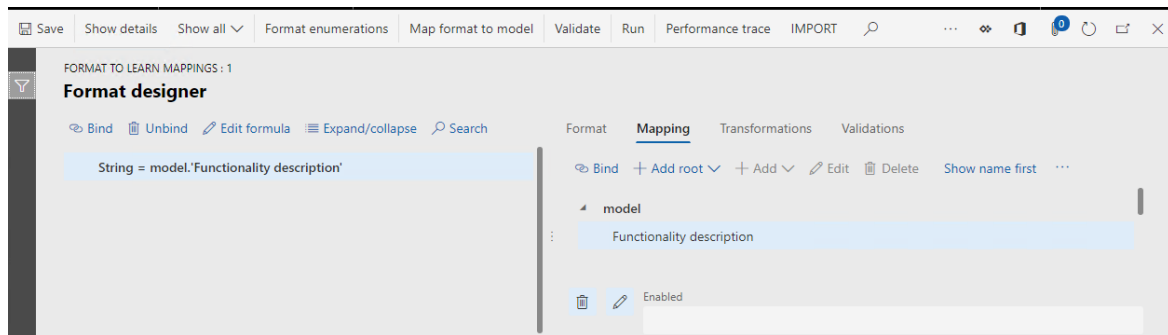 Save Show details Show all Format enumerations Map format to model Validate Run Performance trace IMPORT ... 0
FORMAT TO LEARN MAPPINGS : 1
Format designer
Bind Unbind Edit formula Expand/collapse Search
String = model.'Functionality description'
Format Mapping Transformations Validations
Bind Add root Add Edit Delete Show name first ...
model
Functionality description
Enabled